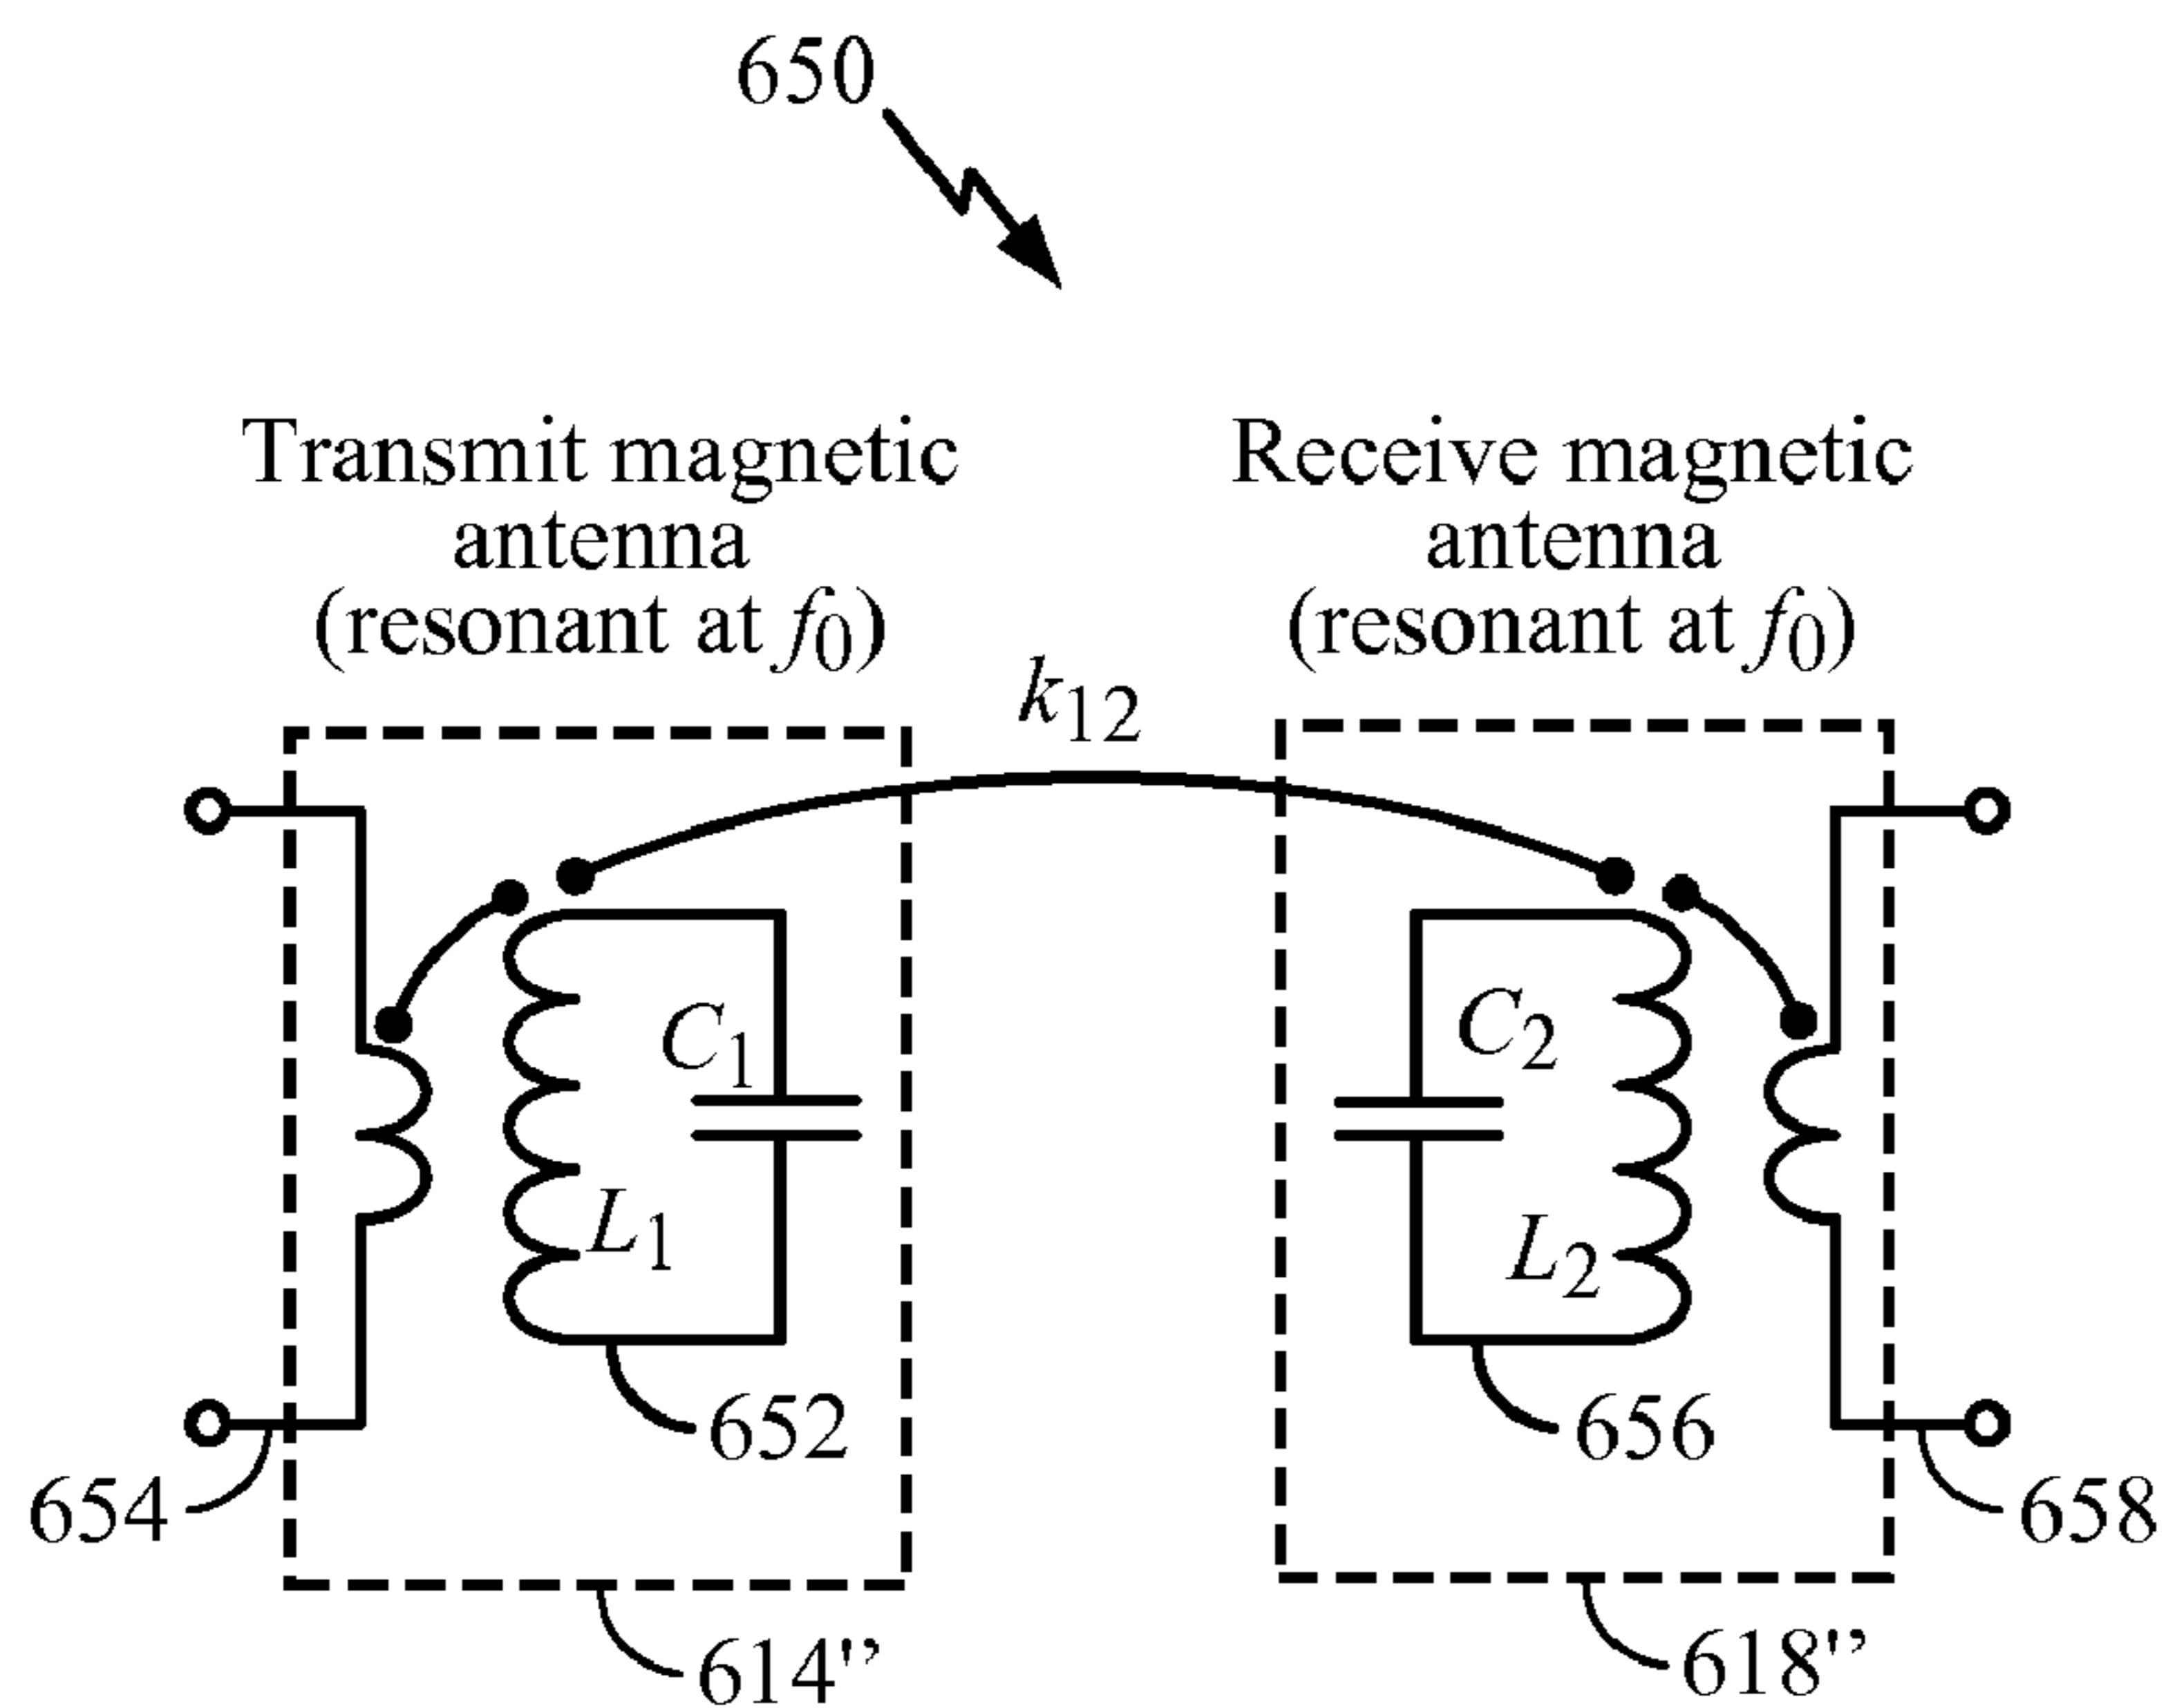 650
Transmit magnetic
antenna
(resonant at f0)
Receive magnetic
antenna
(resonant at f0)
k12
C1
L1
C2
L2
652
656
654
658
614"
618"